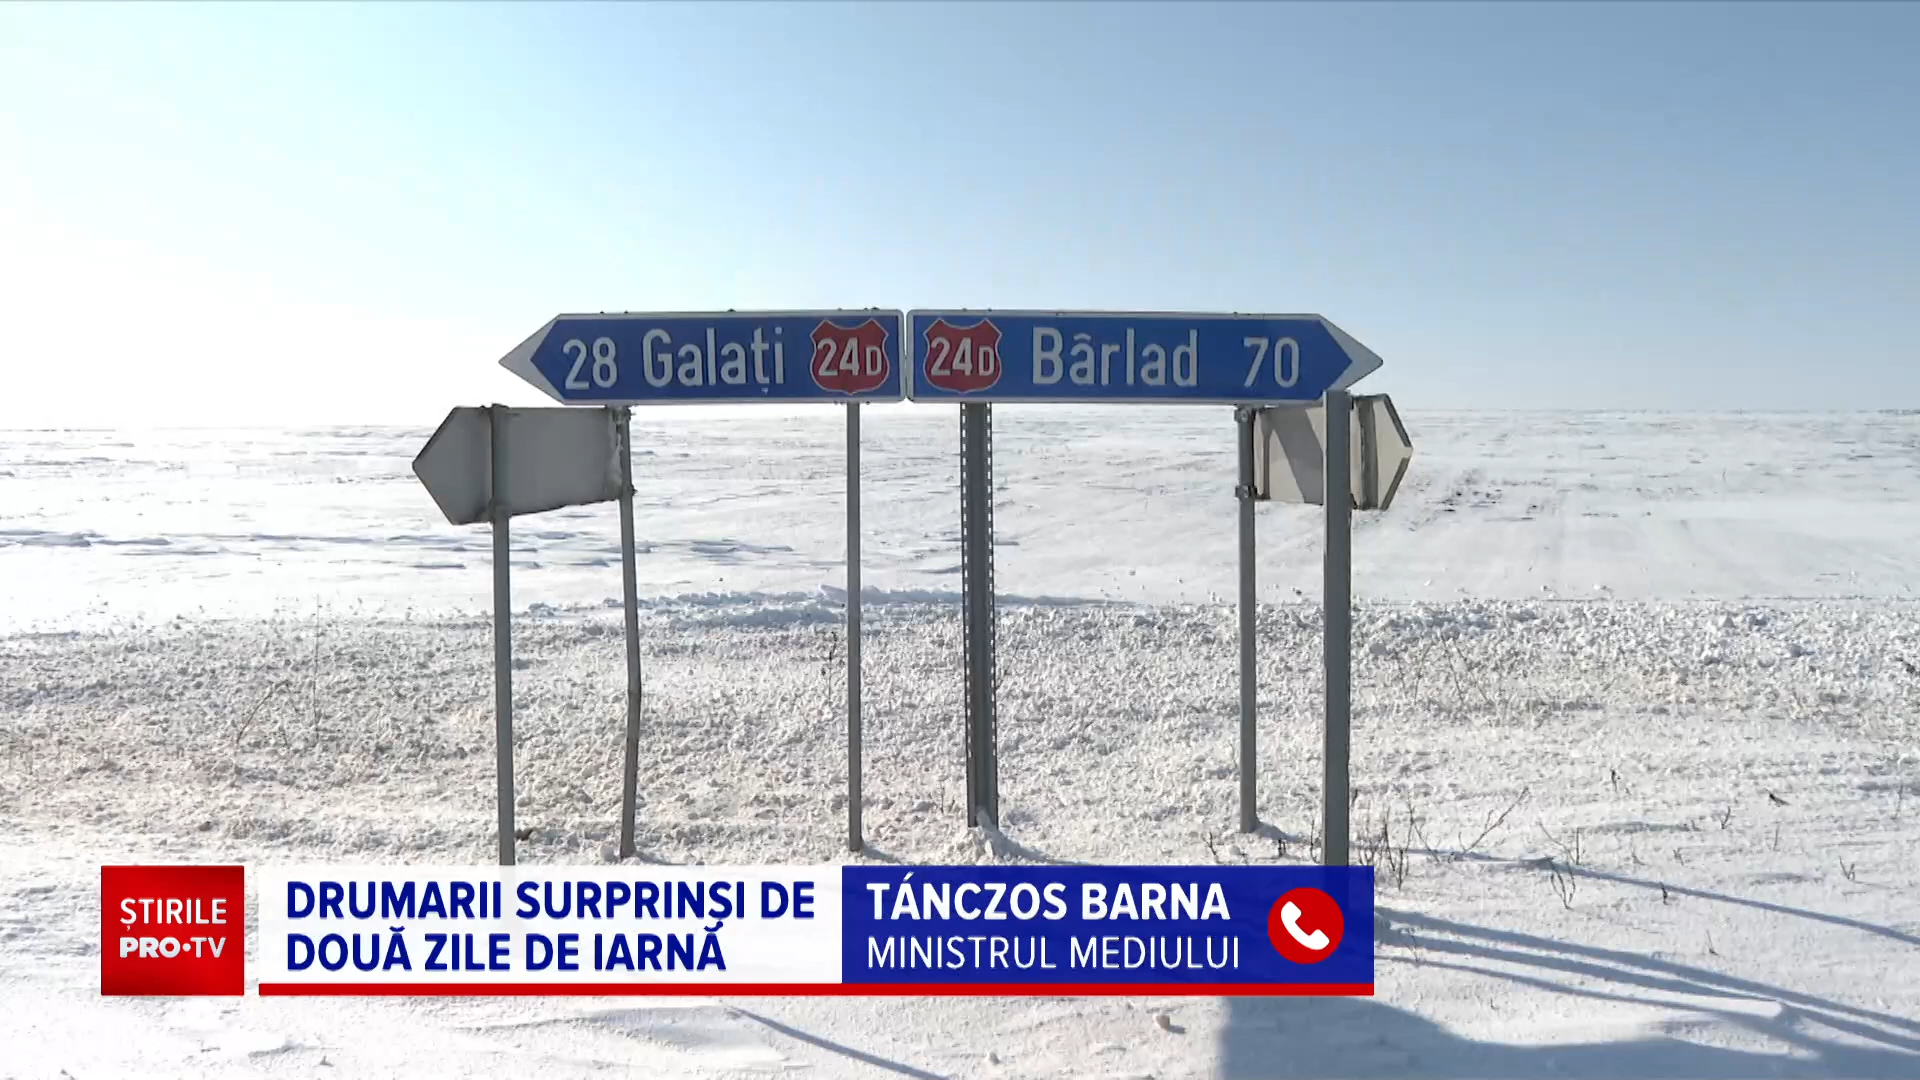 28 Galați 24D
24D Bârlad 70
ȘTIRILE
PRO•TV
DRUMARII SURPRINȘI DE
DOUĂ ZILE DE IARNĂ
TÁNCZOS BARNA
MINISTRUL MEDIULUI